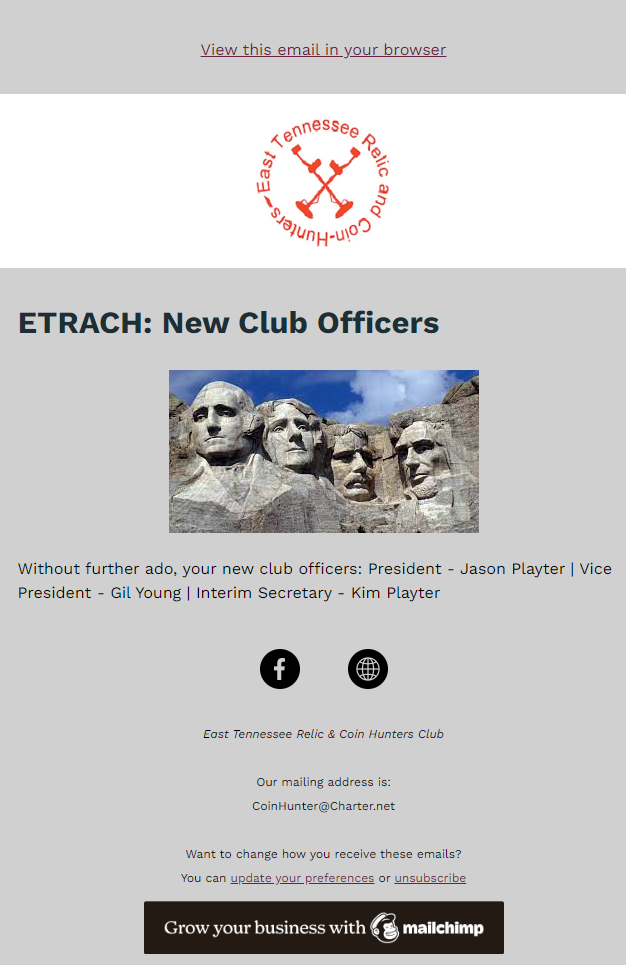 View this email in your browser
East Tennessee Relic and Coin-Hunters
ETRACH: New Club Officers
Without further ado, your new club officers: President - Jason Playter | Vice
President - Gil Young | Interim Secretary - Kim Playter
f
East Tennessee Relic & Coin Hunters Club
Our mailing address is:
CoinHunter@Charter.net
Want to change how you receive these emails?
You can update your preferences or unsubscribe
Grow your business with mailchimp